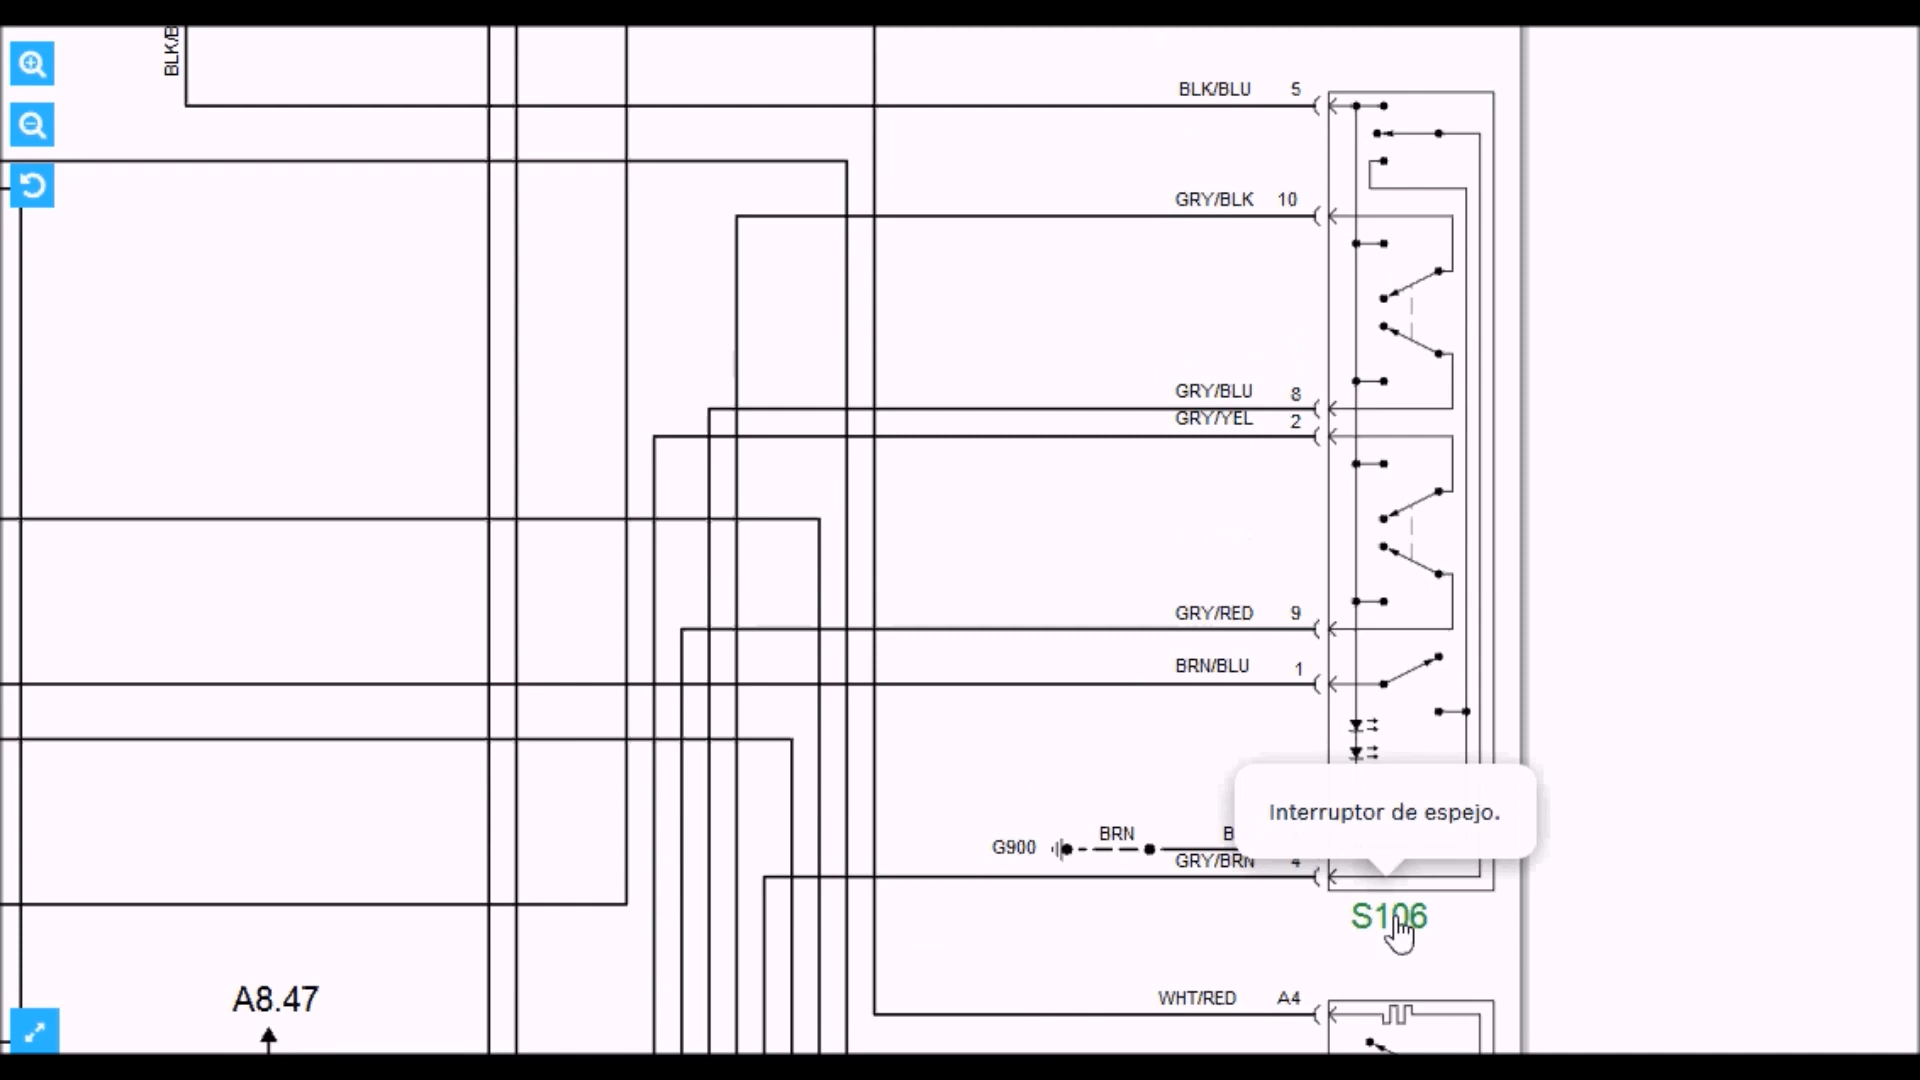 BLK/B
BLK/BLU 5
GRY/BLK 10
GRY/BLU 8
GRY/YEL 2
GRY/RED 9
BRN/BLU 1
Interruptor de espejo.
G900 BRN B
GRY/BRN 4
S106
A8.47
WHT/RED A4